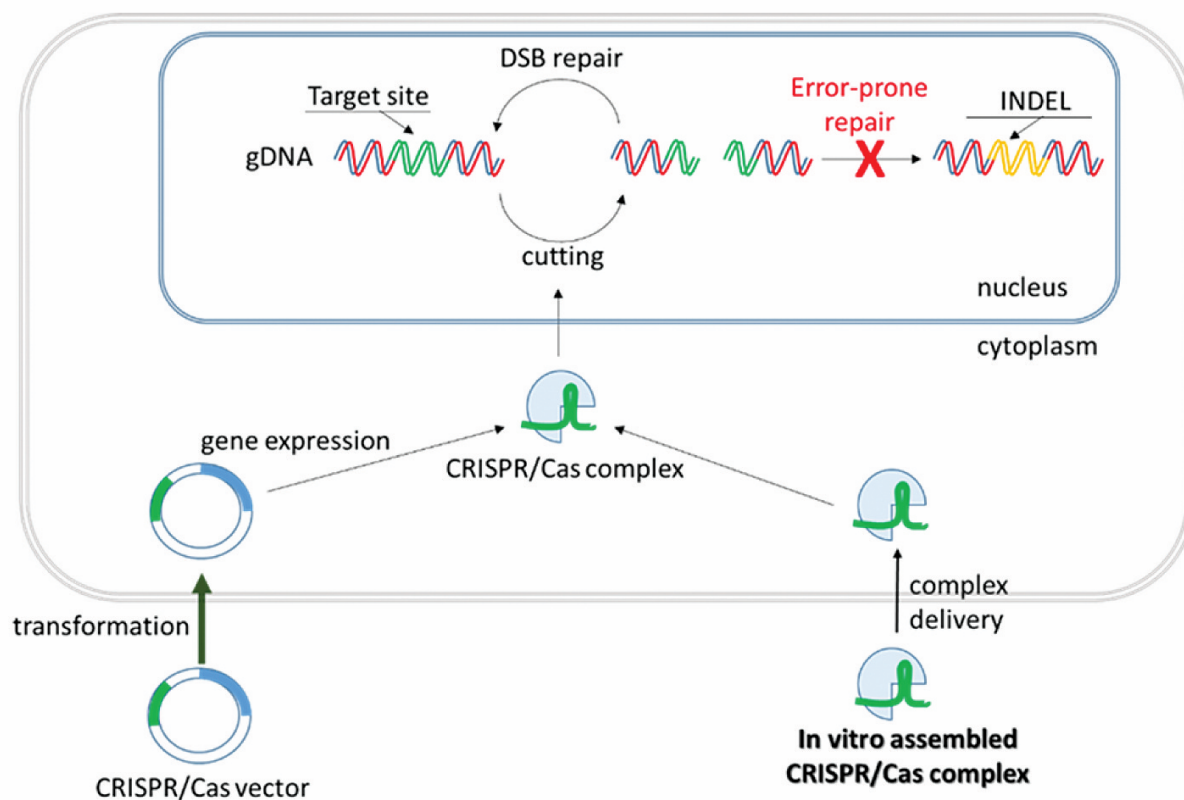 DSB repair
Target site
Error-prone
repair
INDEL
gDNA
X
cutting
nucleus
cytoplasm
gene expression
CRISPR/Cas complex
transformation
complex
delivery
CRISPR/Cas vector
In vitro assembled
CRISPR/Cas complex